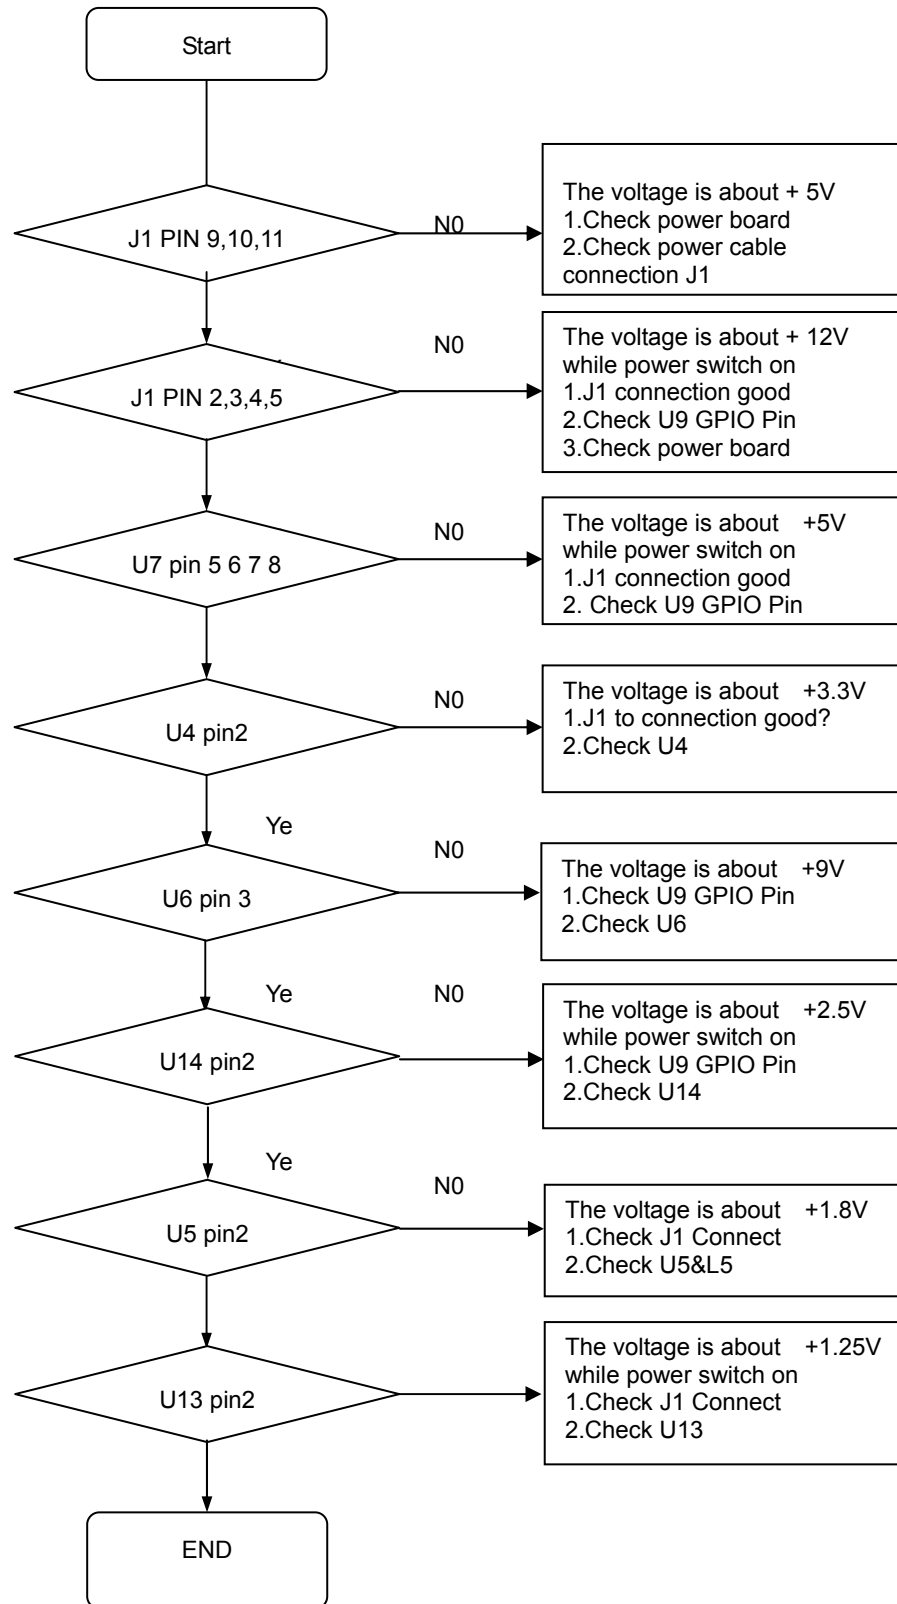 Start
J1 PIN 9,10,11
N0
The voltage is about + 5V
1.Check power board
2.Check power cable
connection J1
J1 PIN 2,3,4,5
N0
The voltage is about + 12V
while power switch on
1.J1 connection good
2.Check U9 GPIO Pin
3.Check power board
U7 pin 5 6 7 8
N0
The voltage is about +5V
while power switch on
1.J1 connection good
2. Check U9 GPIO Pin
U4 pin2
N0
The voltage is about +3.3V
1.J1 to connection good?
2.Check U4
Ye
U6 pin 3
N0
The voltage is about +9V
1.Check U9 GPIO Pin
2.Check U6
Ye
U14 pin2
N0
The voltage is about +2.5V
while power switch on
1.Check U9 GPIO Pin
2.Check U14
Ye
U5 pin2
N0
The voltage is about +1.8V
1.Check J1 Connect
2.Check U5&L5
U13 pin2
The voltage is about +1.25V
while power switch on
1.Check J1 Connect
2.Check U13
END